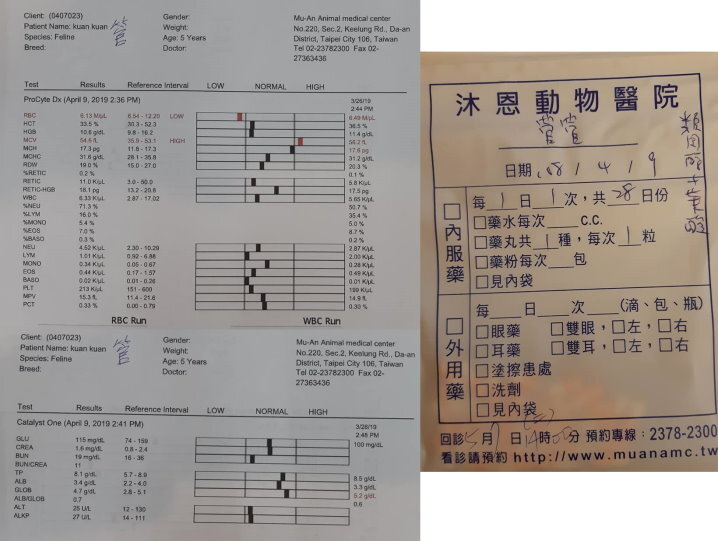 Client: (0407023)
Patient Name: kuan kuan
Species: Feline
Breed:
Gender:
Weight:
Age: 5 Years
Doctor:
Mu-An Animal medical center
No.220, Sec.2, Keelung Rd., Da-an
District, Taipei City 106, Taiwan
Tel 02-23782300 Fax 02-
27363436
Test Results Reference Interval LOW NORMAL HIGH
ProCyte Dx (April 9, 2019 2:36 PM) 3/26/19
2:44 PM
RBC 6.13 M/µL 6.54 - 12.20 LOW 6.49 M/µL
HCT 33.5 % 30.3 - 52.3 36.5 %
HGB 10.6 g/dL 9.8 - 16.2 11.4 g/dL
MCV 54.6 fL 35.9 - 53.1 HIGH 56.2 fL
MCH 17.3 pg 11.8 - 17.3 17.6 pg
MCHC 31.6 g/dL 28.1 - 35.8 31.2 g/dL
RDW 19.0 % 15.0 - 27.0 20.3 %
%RETIC 0.2 % 0.1 %
RETIC 11.0 K/µL 3.0 - 50.0 5.8 K/µL
RETIC-HGB 18.1 pg 13.2 - 20.8 17.5 pg
WBC 6.33 K/µL 2.87 - 17.02 5.65 K/µL
%NEU 71.3 % 50.7 %
%LYM 16.0 % 35.4 %
%MONO 5.4 % 5.0 %
%EOS 7.0 % 8.7 %
%BASO 0.3 % 0.2 %
NEU 4.52 K/µL 2.30 - 10.29 2.87 K/µL
LYM 1.01 K/µL 0.92 - 6.88 2.00 K/µL
MONO 0.34 K/µL 0.05 - 0.67 0.28 K/µL
EOS 0.44 K/µL 0.17 - 1.57 0.49 K/µL
BASO 0.02 K/µL 0.01 - 0.26 0.01 K/µL
PLT 213 K/µL 151 - 600 199 K/µL
MPV 15.3 fL 11.4 - 21.6 14.9 fL
PCT 0.33 % 0.00 - 0.79 0.30 %
RBC Run WBC Run
Client: (0407023)
Patient Name: kuan kuan
Species: Feline
Breed:
Gender:
Weight:
Age: 5 Years
Doctor:
Mu-An Animal medical center
No.220, Sec.2, Keelung Rd., Da-an
District, Taipei City 106, Taiwan
Tel 02-23782300 Fax 02-
27363436
Test Results Reference Interval LOW NORMAL HIGH
Catalyst One (April 9, 2019 2:41 PM) 3/26/19
2:48 PM
GLU 115 mg/dL 74 - 159 100 mg/dL
CREA 1.6 mg/dL 0.8 - 2.4
BUN 19 mg/dL 16 - 36
BUN/CREA 11
TP 8.1 g/dL 5.7 - 8.9 8.5 g/dL
ALB 3.4 g/dL 2.2 - 4.0 3.3 g/dL
GLOB 4.7 g/dL 2.8 - 5.1 5.2 g/dL
ALB/GLOB 0.7 0.6
ALT 25 U/L 12 - 130
ALKP 27 U/L 14 - 111
沐恩動物醫院
日期 108 / 4 / 9
□內服藥
每 1 日 1 次，共 28 日份
□藥水每次 C.C.
□藥丸共 1 種，每次 1 粒
□藥粉每次 包
□見內袋
□外用藥
每 日 次 (滴、包、瓶)
□眼藥 □雙眼，□左，□右
□耳藥 □雙耳，□左，□右
□塗擦患處
□洗劑
□見內袋
回診 5月7日 時 分 預約專線：2378-2300
看診請預約 http://www.muanamc.tw